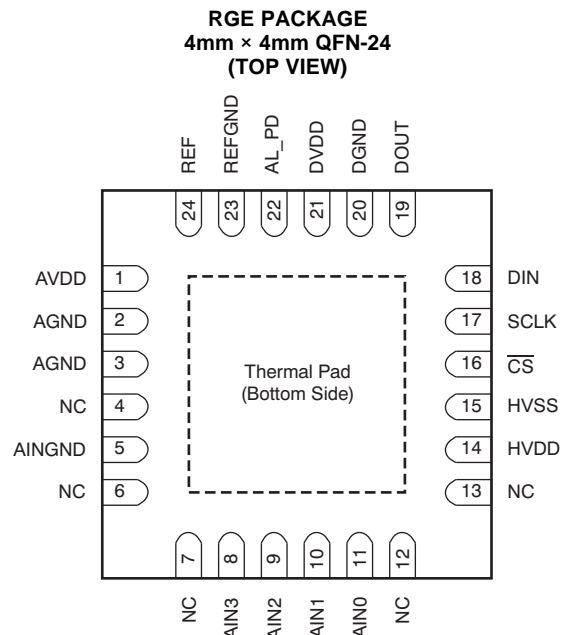 RGE PACKAGE
4mm × 4mm QFN-24
(TOP VIEW)
REF
REFGND
AL_PD
DVDD
DGND
DOUT
24
23
22
21
20
19
AVDD 1
AGND 2
AGND 3
NC 4
AINGND 5
NC 6
18 DIN
17 SCLK
16 C̅S̅
15 HVSS
14 HVDD
13 NC
Thermal Pad
(Bottom Side)
7
8
9
10
11
12
NC
AIN3
AIN2
AIN1
AIN0
NC